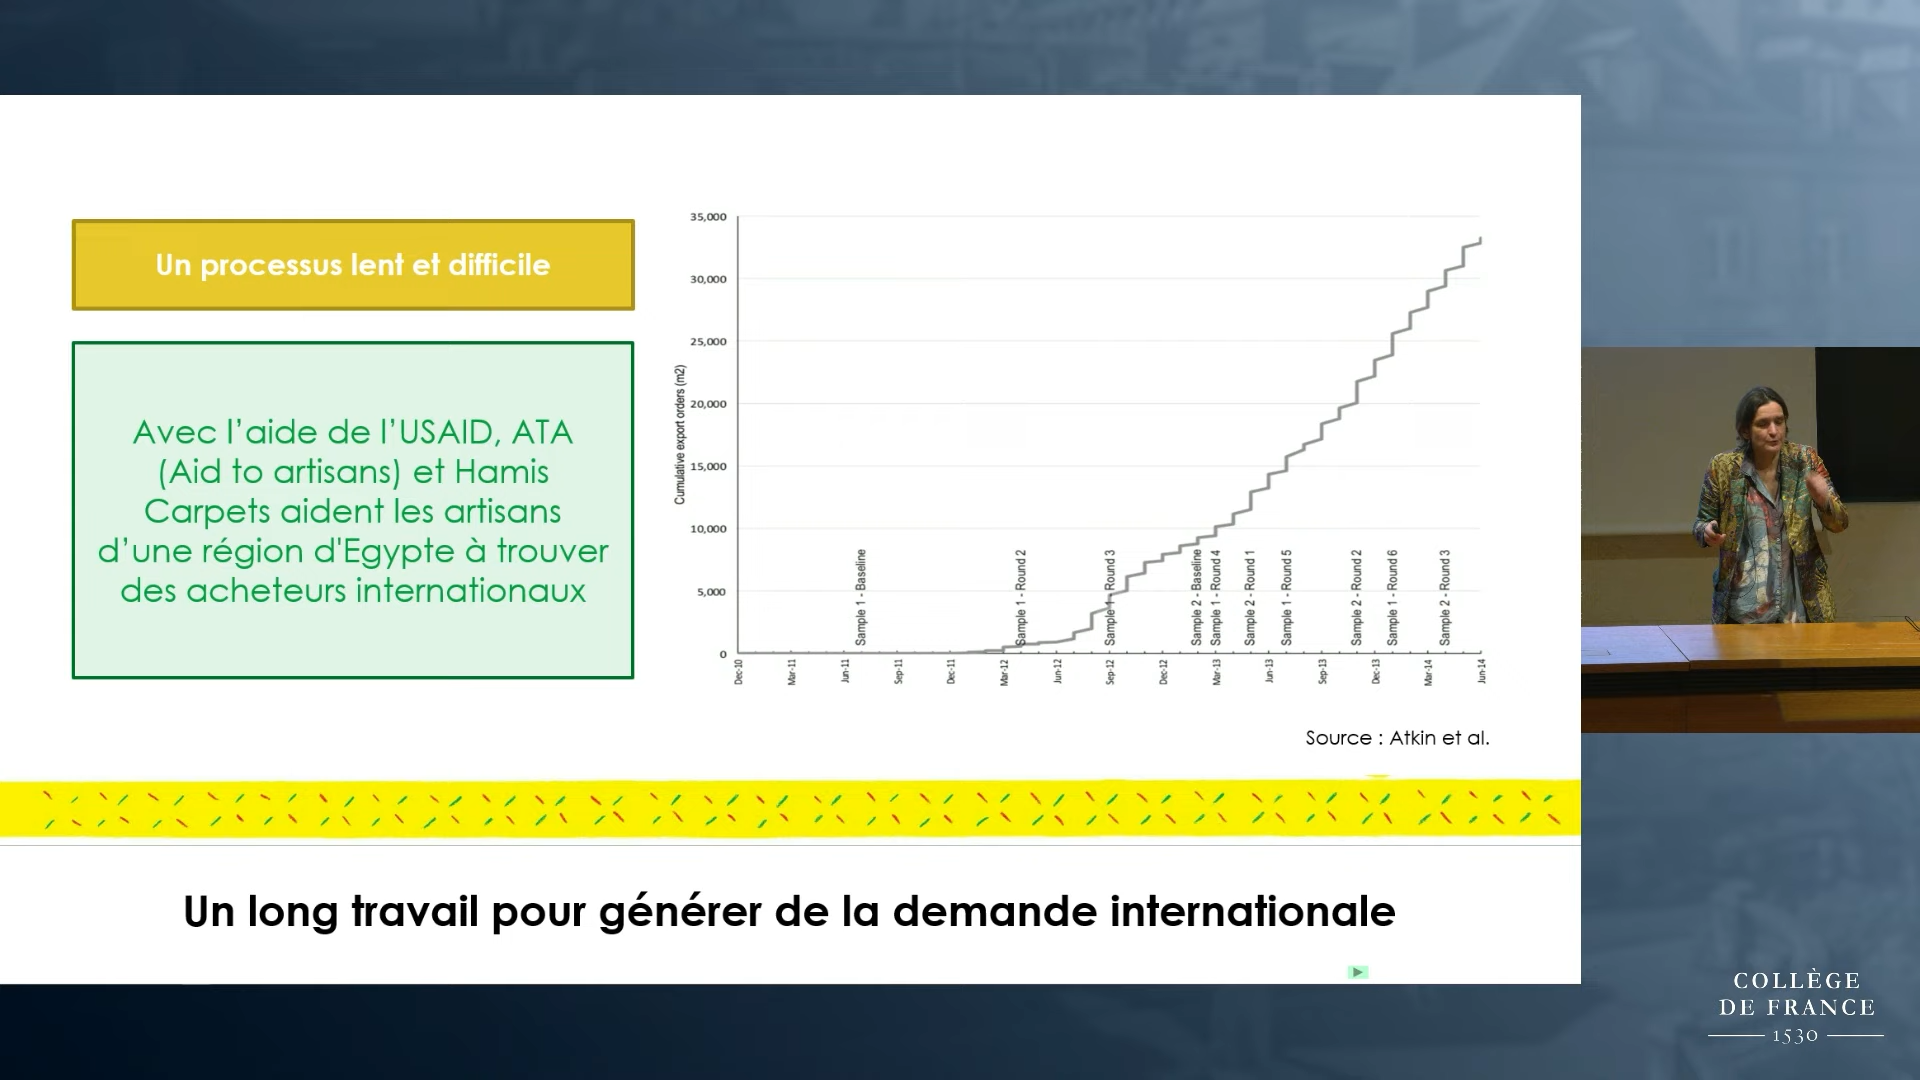 Un processus lent et difficile
Avec l’aide de l’USAID, ATA
(Aid to artisans) et Hamis
Carpets aident les artisans
d’une région d'Egypte à trouver
des acheteurs internationaux
Cumulative export orders (m2)
35,000
30,000
25,000
20,000
15,000
10,000
5,000
0
Sample 1 - Baseline
Sample 1 - Round 2
Sample 1 - Round 3
Sample 2 - Baseline
Sample 1 - Round 4
Sample 2 - Round 1
Sample 1 - Round 5
Sample 2 - Round 2
Sample 1 - Round 6
Sample 2 - Round 3
Dec-10
Mar-11
Jun-11
Sep-11
Dec-11
Mar-12
Jun-12
Sep-12
Dec-12
Mar-13
Jun-13
Sep-13
Dec-13
Mar-14
Jun-14
Source : Atkin et al.
Un long travail pour générer de la demande internationale
COLLÈGE
DE FRANCE
1530